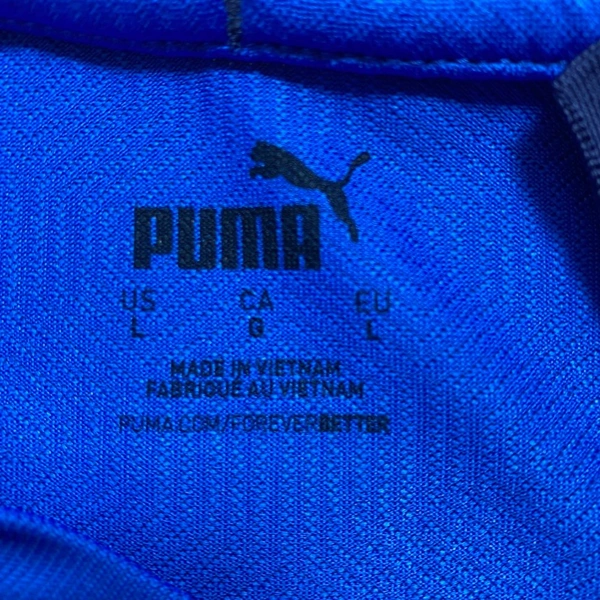 PUMA
US CA EU
L G L
MADE IN VIETNAM
FABRIQUÉ AU VIETNAM
PUMA.COM/FOREVERBETTER